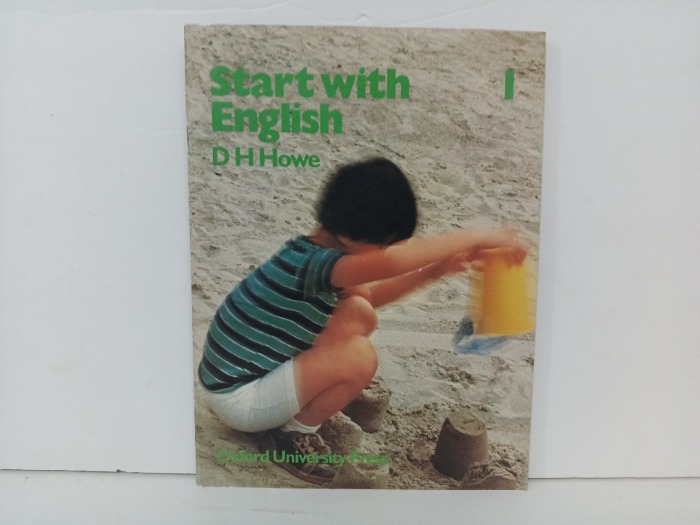 Start with 1
English
D H Howe
Oxford University Press